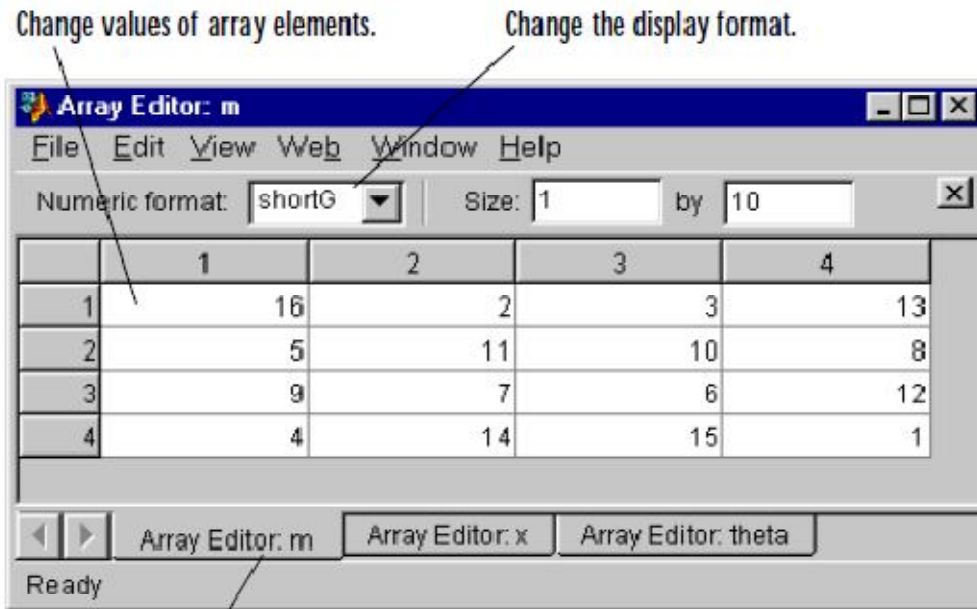 Change values of array elements. Change the display format.
Array Editor: m
File Edit View Web Window Help
Numeric format: shortG Size: 1 by 10
1 2 3 4
1 16 2 3 13
2 5 11 10 8
3 9 7 6 12
4 4 14 15 1
Array Editor: m Array Editor: x Array Editor: theta
Ready